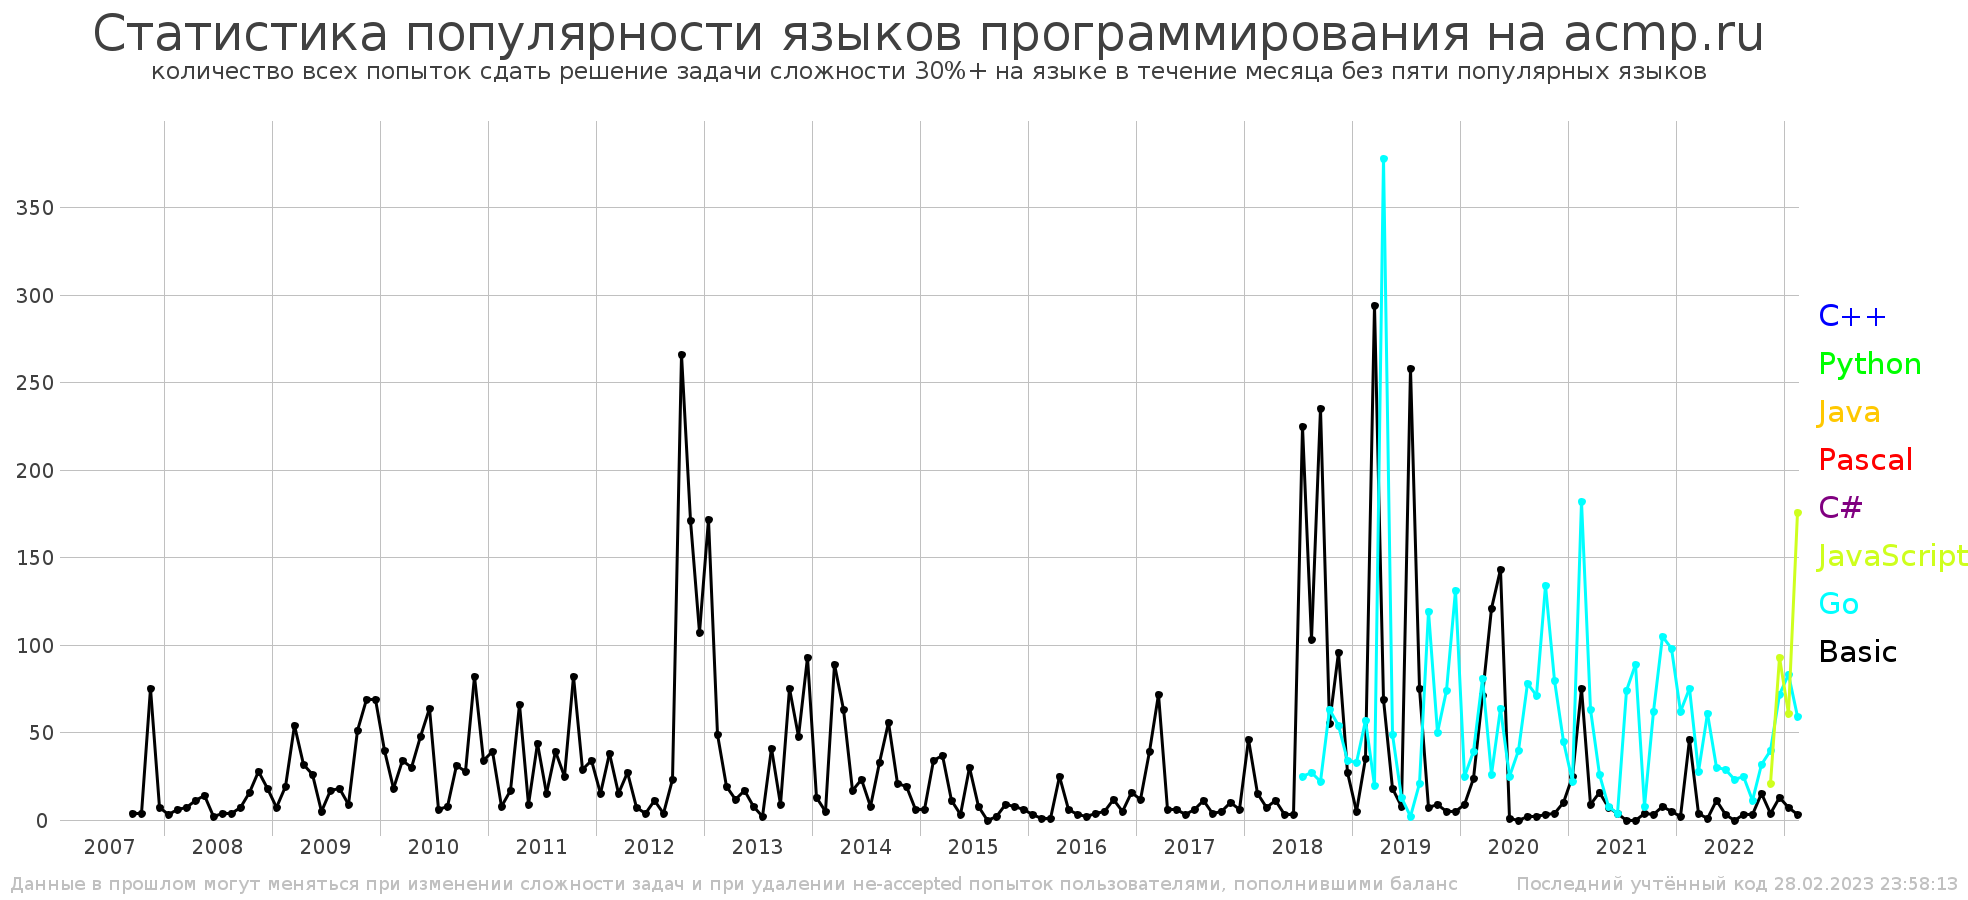 Статистика популярности языков программирования на acmp.ru
количество всех попыток сдать решение задачи сложности 30%+ на языке в течение месяца без пяти популярных языков
350
300
250
200
150
100
50
0
C++
Python
Java
Pascal
C#
JavaScript
Go
Basic
2007 2008 2009 2010 2011 2012 2013 2014 2015 2016 2017 2018 2019 2020 2021 2022
Данные в прошлом могут меняться при изменении сложности задач и при удалении не-accepted попыток пользователями, пополнившими баланс
Последний учтённый код 28.02.2023 23:58:13